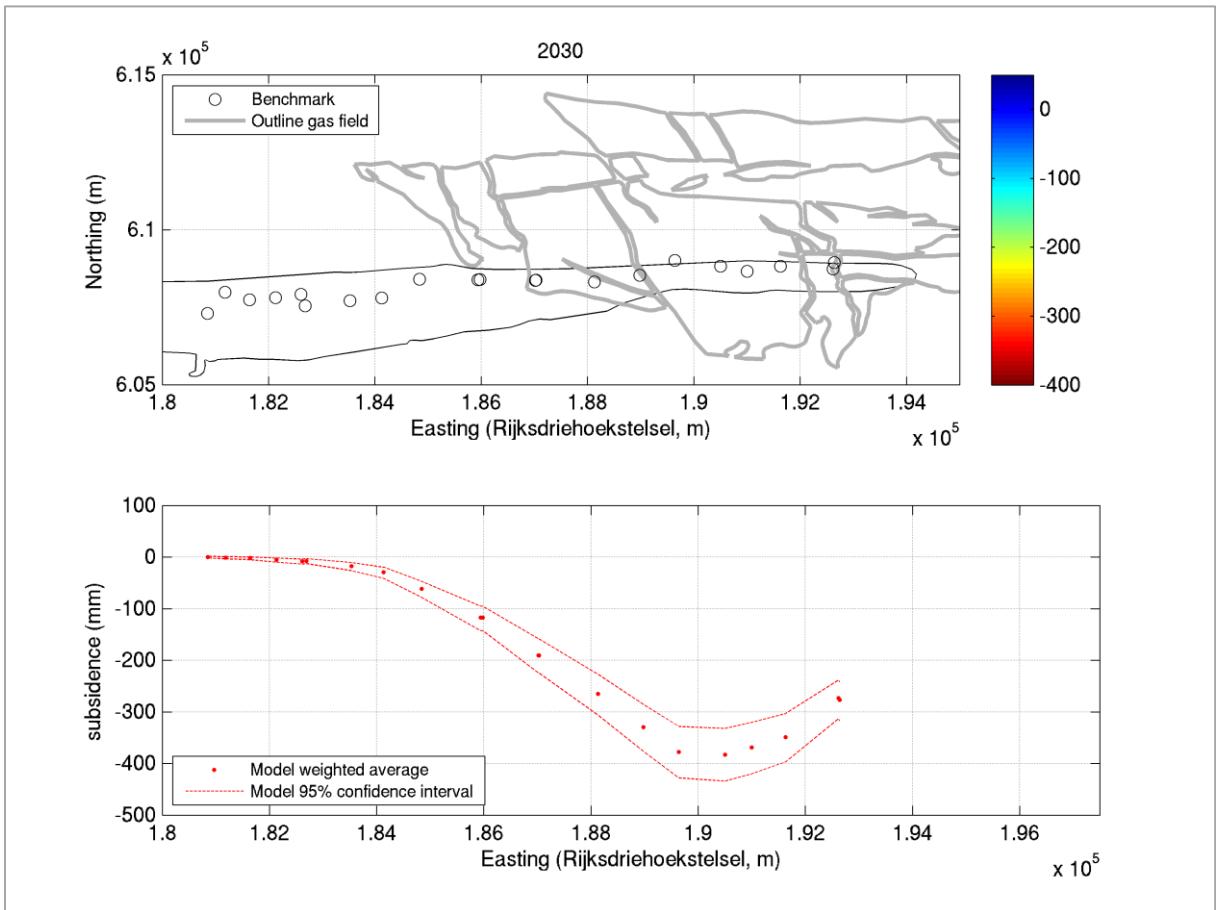 2030
x 10^5
6.15
6.1
6.05
Northing (m)
Benchmark
Outline gas field
1.8 1.82 1.84 1.86 1.88 1.9 1.92 1.94
Easting (Rijksdriehoekstelsel, m)
x 10^5
0
-100
-200
-300
-400
100
0
-100
-200
-300
-400
-500
subsidence (mm)
Model weighted average
Model 95% confidence interval
1.8 1.82 1.84 1.86 1.88 1.9 1.92 1.94 1.96
Easting (Rijksdriehoekstelsel, m)
x 10^5